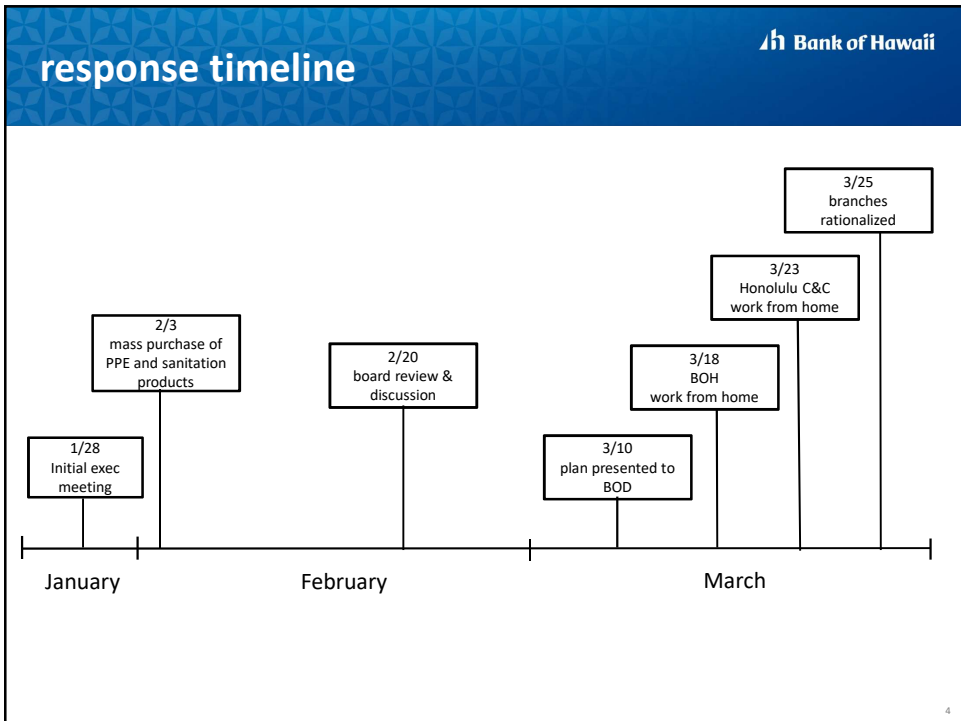 response timeline
Bank of Hawaii
3/25
branches
rationalized
3/23
Honolulu C&C
work from home
2/3
mass purchase of
PPE and sanitation
products
2/20
board review &
discussion
3/18
BOH
work from home
1/28
Initial exec
meeting
3/10
plan presented to
BOD
January
February
March
4